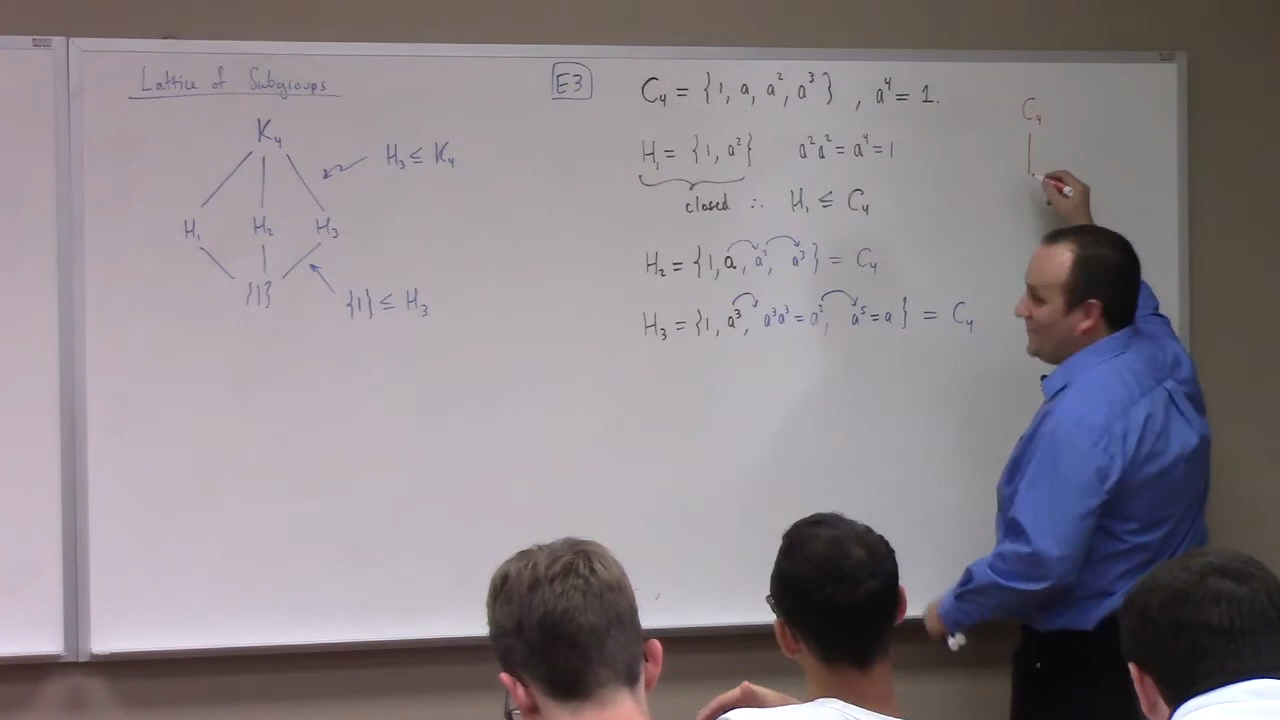 Lattice of Subgroups
K₄
H₃ ≤ K₄
H₁ H₂ H₃
{1}
{1} ≤ H₃
E3
C₄ = {1, a, a², a³}, a⁴ = 1.
H₁ = {1, a²} a²a² = a⁴ = 1
closed ∴ H₁ ≤ C₄
H₂ = {1, a, a², a³} = C₄
H₃ = {1, a³, a³a³ = a², a⁵ = a} = C₄
C₄